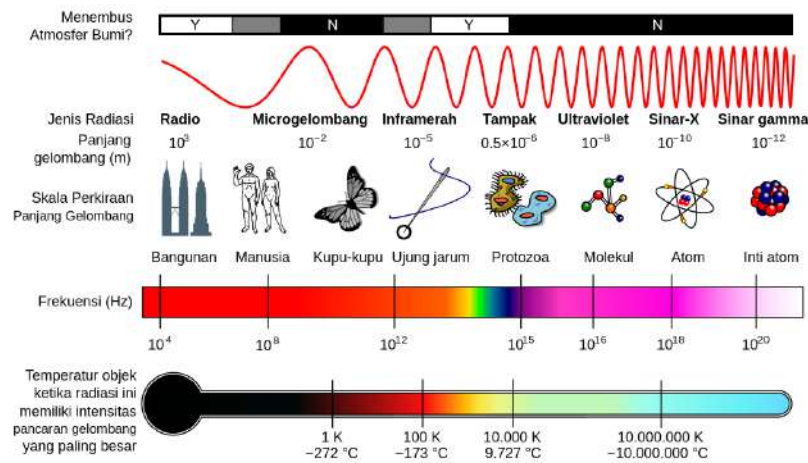 Menembus
Atmosfer Bumi?
Y N Y N
Jenis Radiasi Radio Microgelombang Inframerah Tampak Ultraviolet Sinar-X Sinar gamma
Panjang
gelombang (m)
10³ 10⁻² 10⁻⁵ 0.5×10⁻⁶ 10⁻⁸ 10⁻¹⁰ 10⁻¹²
Skala Perkiraan
Panjang Gelombang
Bangunan Manusia Kupu-kupu Ujung jarum Protozoa Molekul Atom Inti atom
Frekuensi (Hz)
10⁴ 10⁸ 10¹² 10¹⁵ 10¹⁶ 10¹⁸ 10²⁰
Temperatur objek
ketika radiasi ini
memiliki intensitas
pancaran gelombang
yang paling besar
1 K 100 K 10.000 K 10.000.000 K
−272 °C −173 °C 9.727 °C ~10.000.000 °C